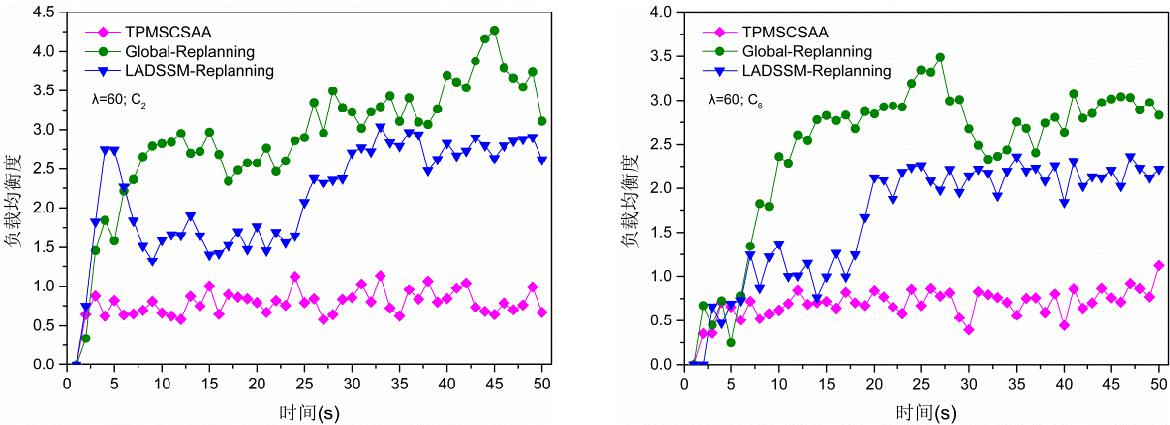 4.5
4.0
3.5
3.0
2.5
2.0
1.5
1.0
0.5
0.0
负载均衡度
TPMSCSAA
Global-Replanning
LADSSM-Replanning
λ=60; C₂
0 5 10 15 20 25 30 35 40 45 50
时间(s)
4.0
3.5
3.0
2.5
2.0
1.5
1.0
0.5
0.0
负载均衡度
TPMSCSAA
Global-Replanning
LADSSM-Replanning
λ=60; C₆
0 5 10 15 20 25 30 35 40 45 50
时间(s)